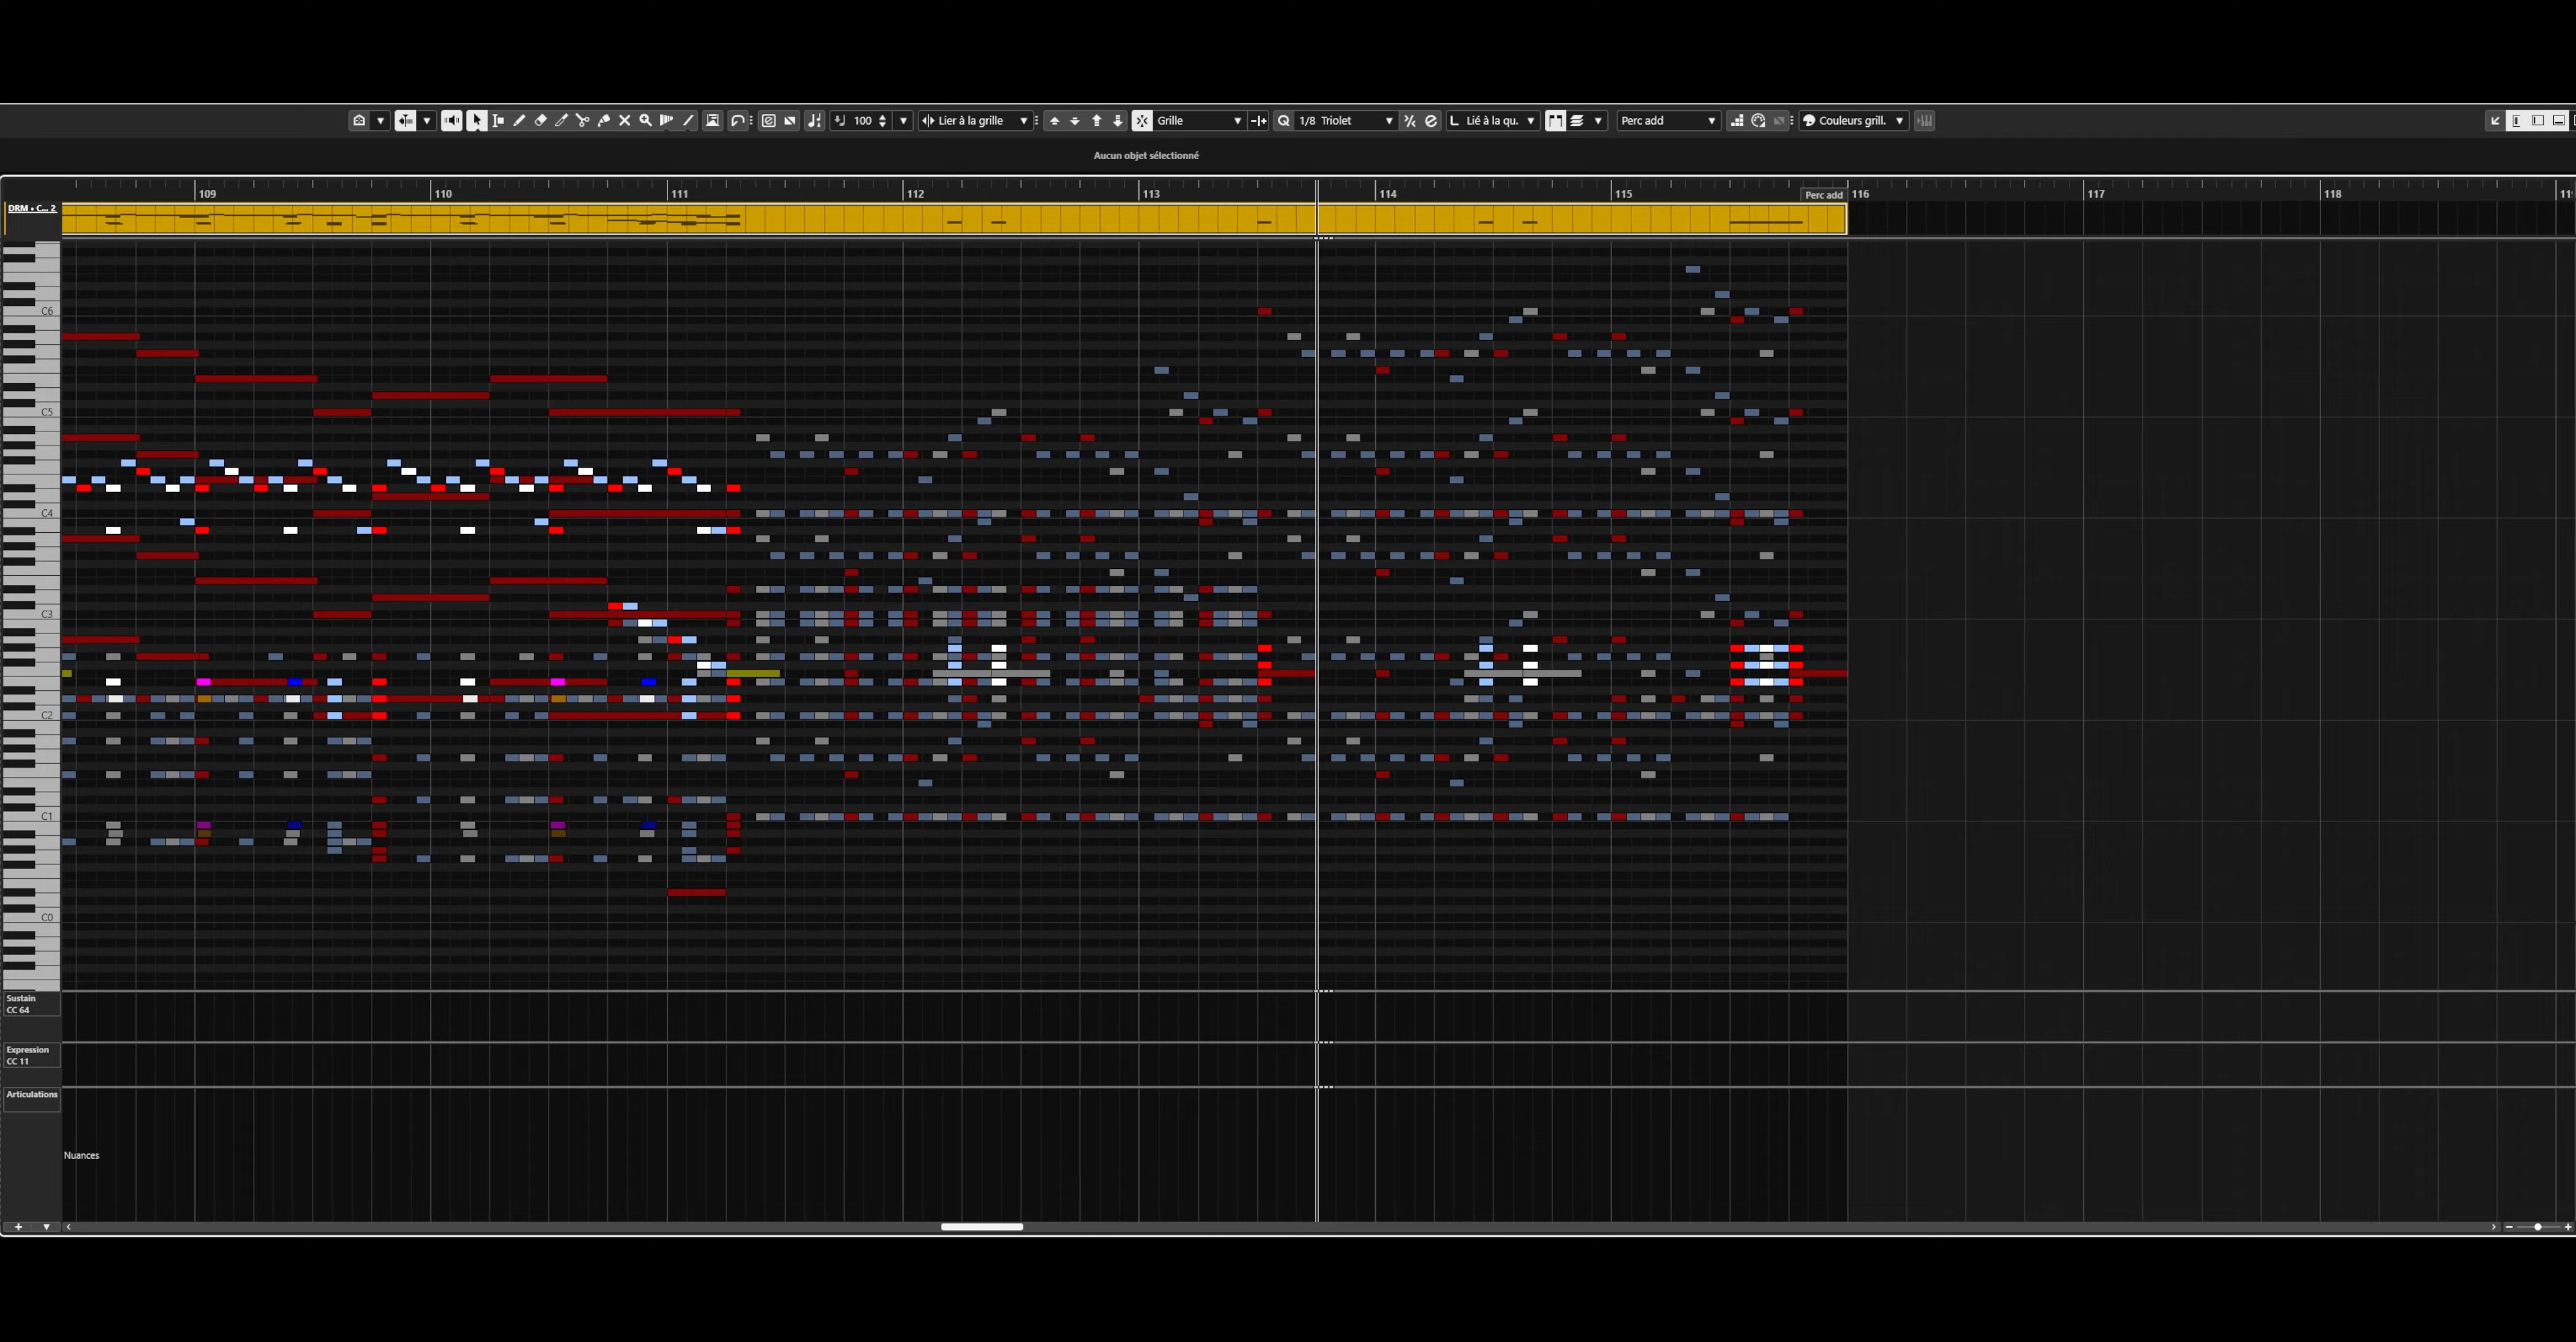 100 Lier à la grille Grille 1/8 Triolet Lié à la qu. Perc add Couleurs grill.
Aucun objet sélectionné
109 110 111 112 113 114 115 Perc add 116 117 118 11
DRM • C... 2
C6
C5
C4
C3
C2
C1
C0
Sustain
CC 64
Expression
CC 11
Articulations
Nuances